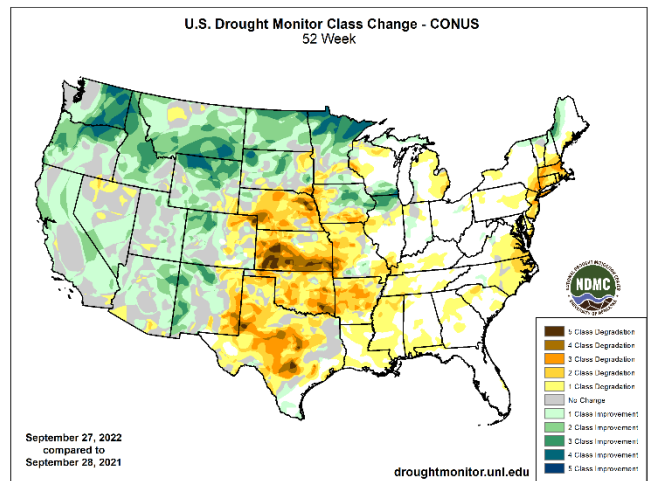 U.S. Drought Monitor Class Change - CONUS
52 Week
NDMC
5 Class Degradation
4 Class Degradation
3 Class Degradation
2 Class Degradation
1 Class Degradation
No Change
1 Class Improvement
2 Class Improvement
3 Class Improvement
4 Class Improvement
5 Class Improvement
September 27, 2022
compared to
September 28, 2021
droughtmonitor.unl.edu